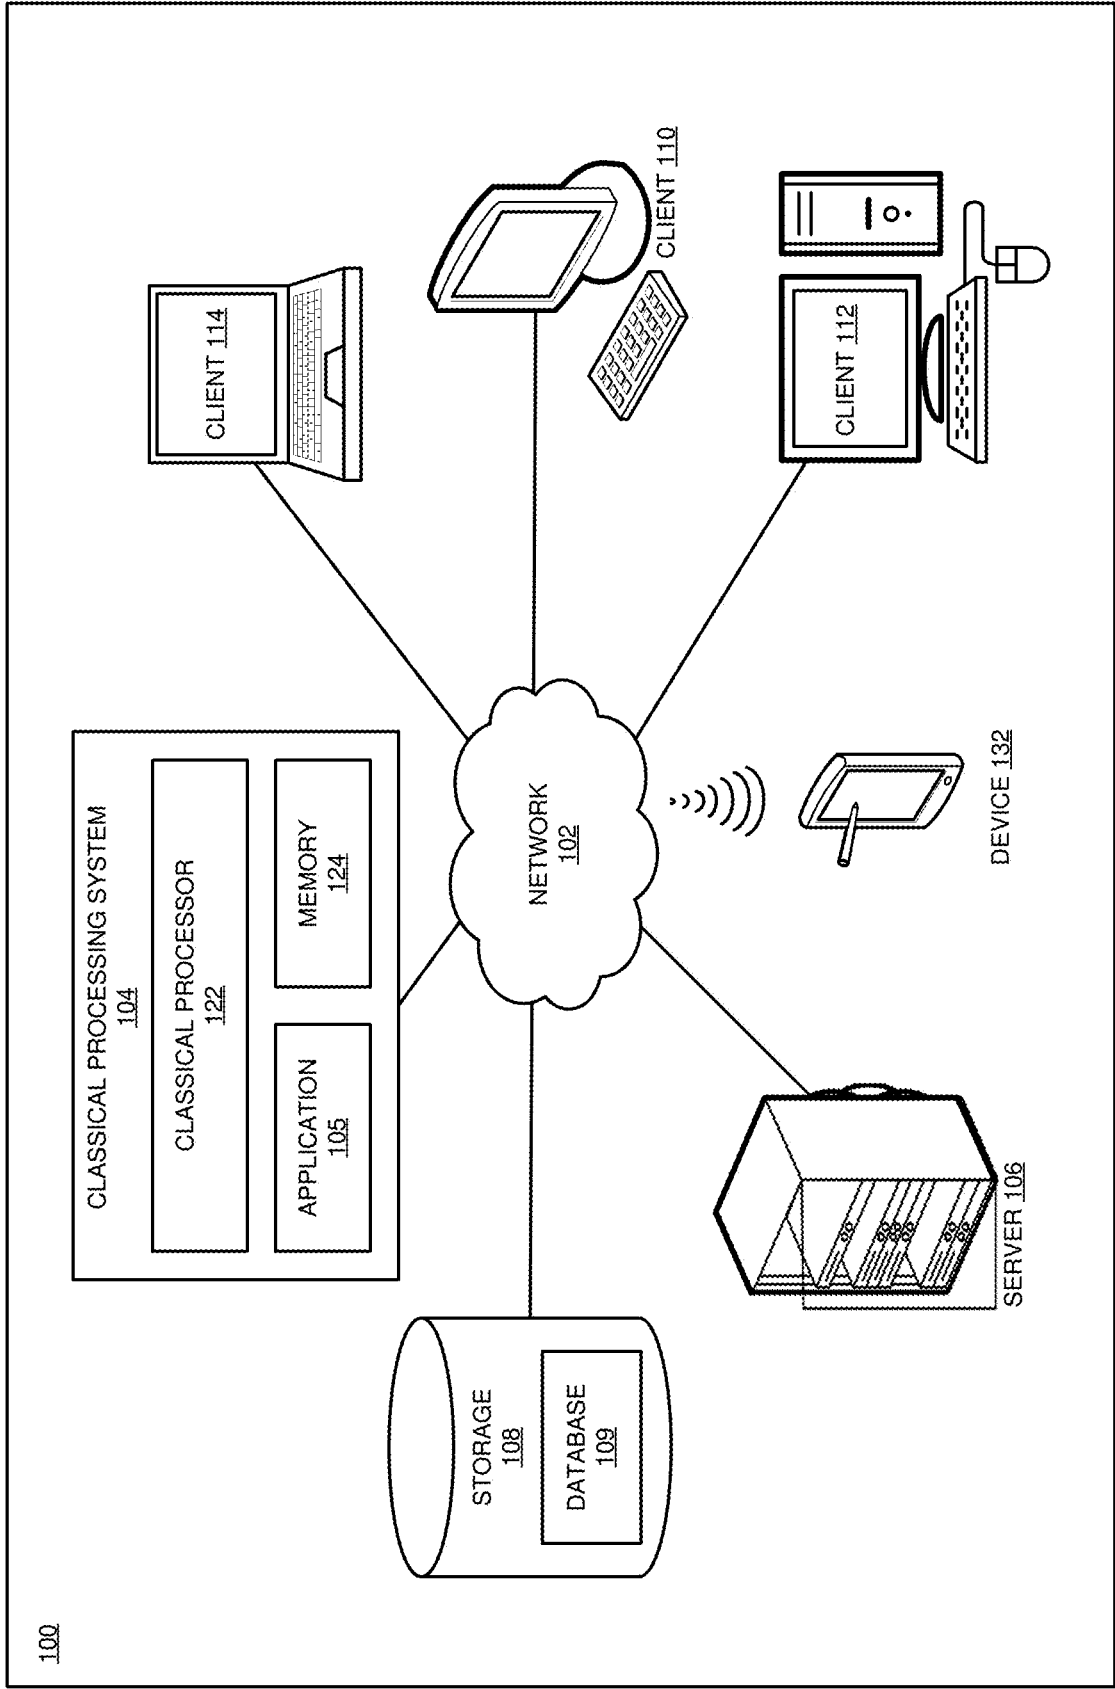 100
CLASSICAL PROCESSING SYSTEM
104
CLASSICAL PROCESSOR
122
APPLICATION
105
MEMORY
124
CLIENT 114
STORAGE
108
DATABASE
109
NETWORK
102
CLIENT 110
SERVER 106
DEVICE 132
CLIENT 112